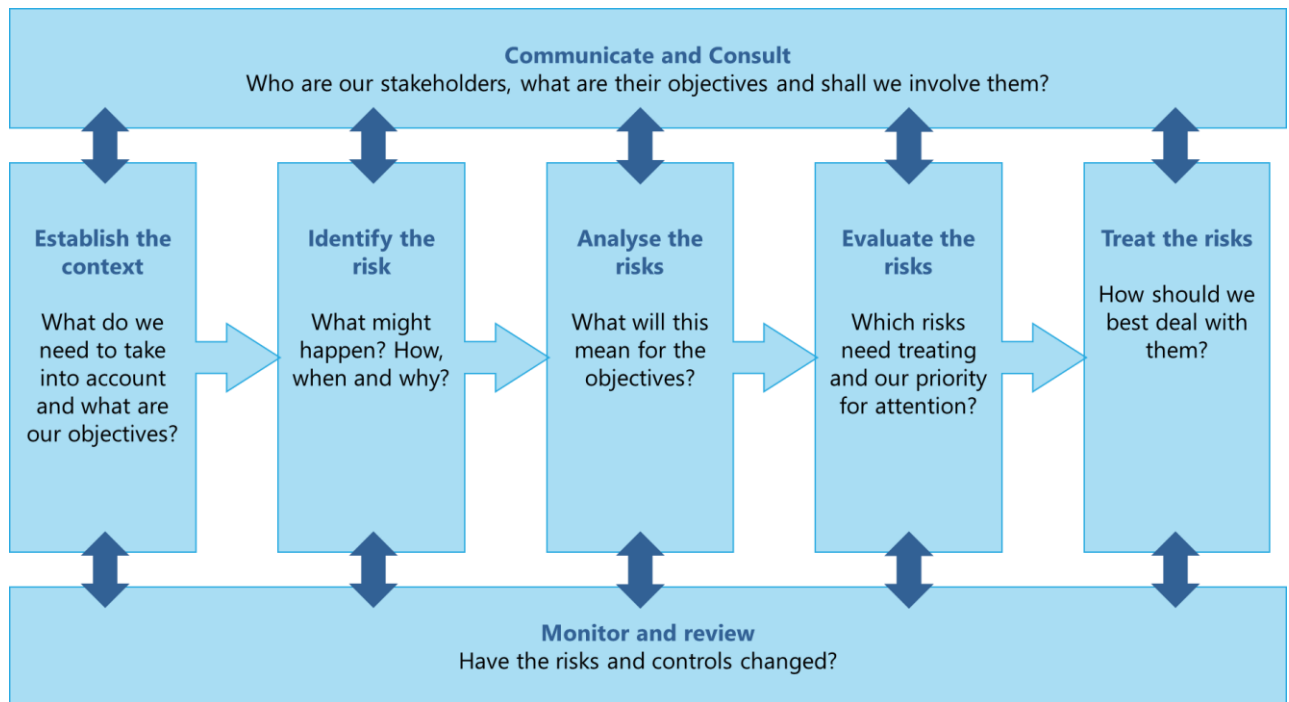 Communicate and Consult
Who are our stakeholders, what are their objectives and shall we involve them?
Establish the
context
What do we
need to take
into account
and what are
our objectives?
Identify the
risk
What might
happen? How,
when and why?
Analyse the
risks
What will this
mean for the
objectives?
Evaluate the
risks
Which risks
need treating
and our priority
for attention?
Treat the risks
How should we
best deal with
them?
Monitor and review
Have the risks and controls changed?